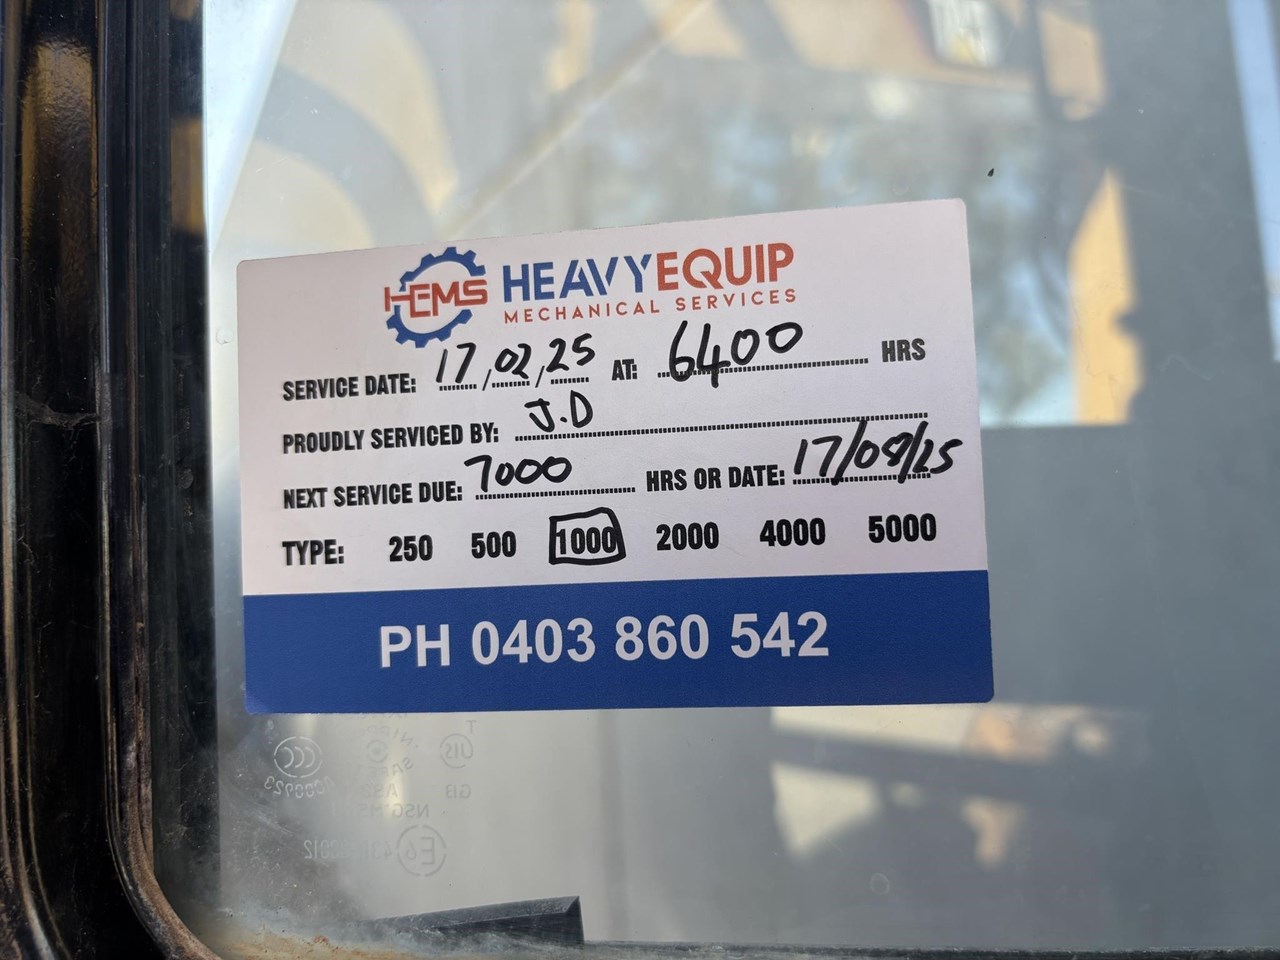 HEMS HEAVYEQUIP
MECHANICAL SERVICES
SERVICE DATE: 17,02,25 AT: 6400 HRS
PROUDLY SERVICED BY: J.D
NEXT SERVICE DUE: 7000 HRS OR DATE: 17/08/25
TYPE: 250 500 1000 2000 4000 5000
PH 0403 860 542